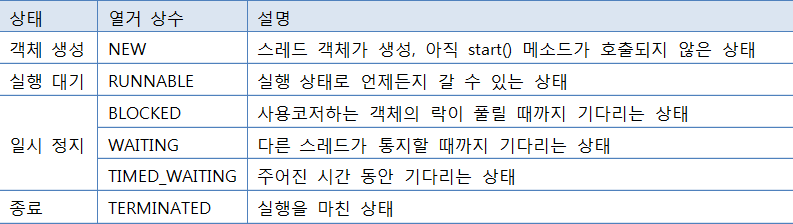 상태 열거 상수 설명
객체 생성 NEW 스레드 객체가 생성, 아직 start() 메소드가 호출되지 않은 상태
실행 대기 RUNNABLE 실행 상태로 언제든지 갈 수 있는 상태
일시 정지 BLOCKED 사용코저하는 객체의 락이 풀릴 때까지 기다리는 상태
WAITING 다른 스레드가 통지할 때까지 기다리는 상태
TIMED_WAITING 주어진 시간 동안 기다리는 상태
종료 TERMINATED 실행을 마친 상태